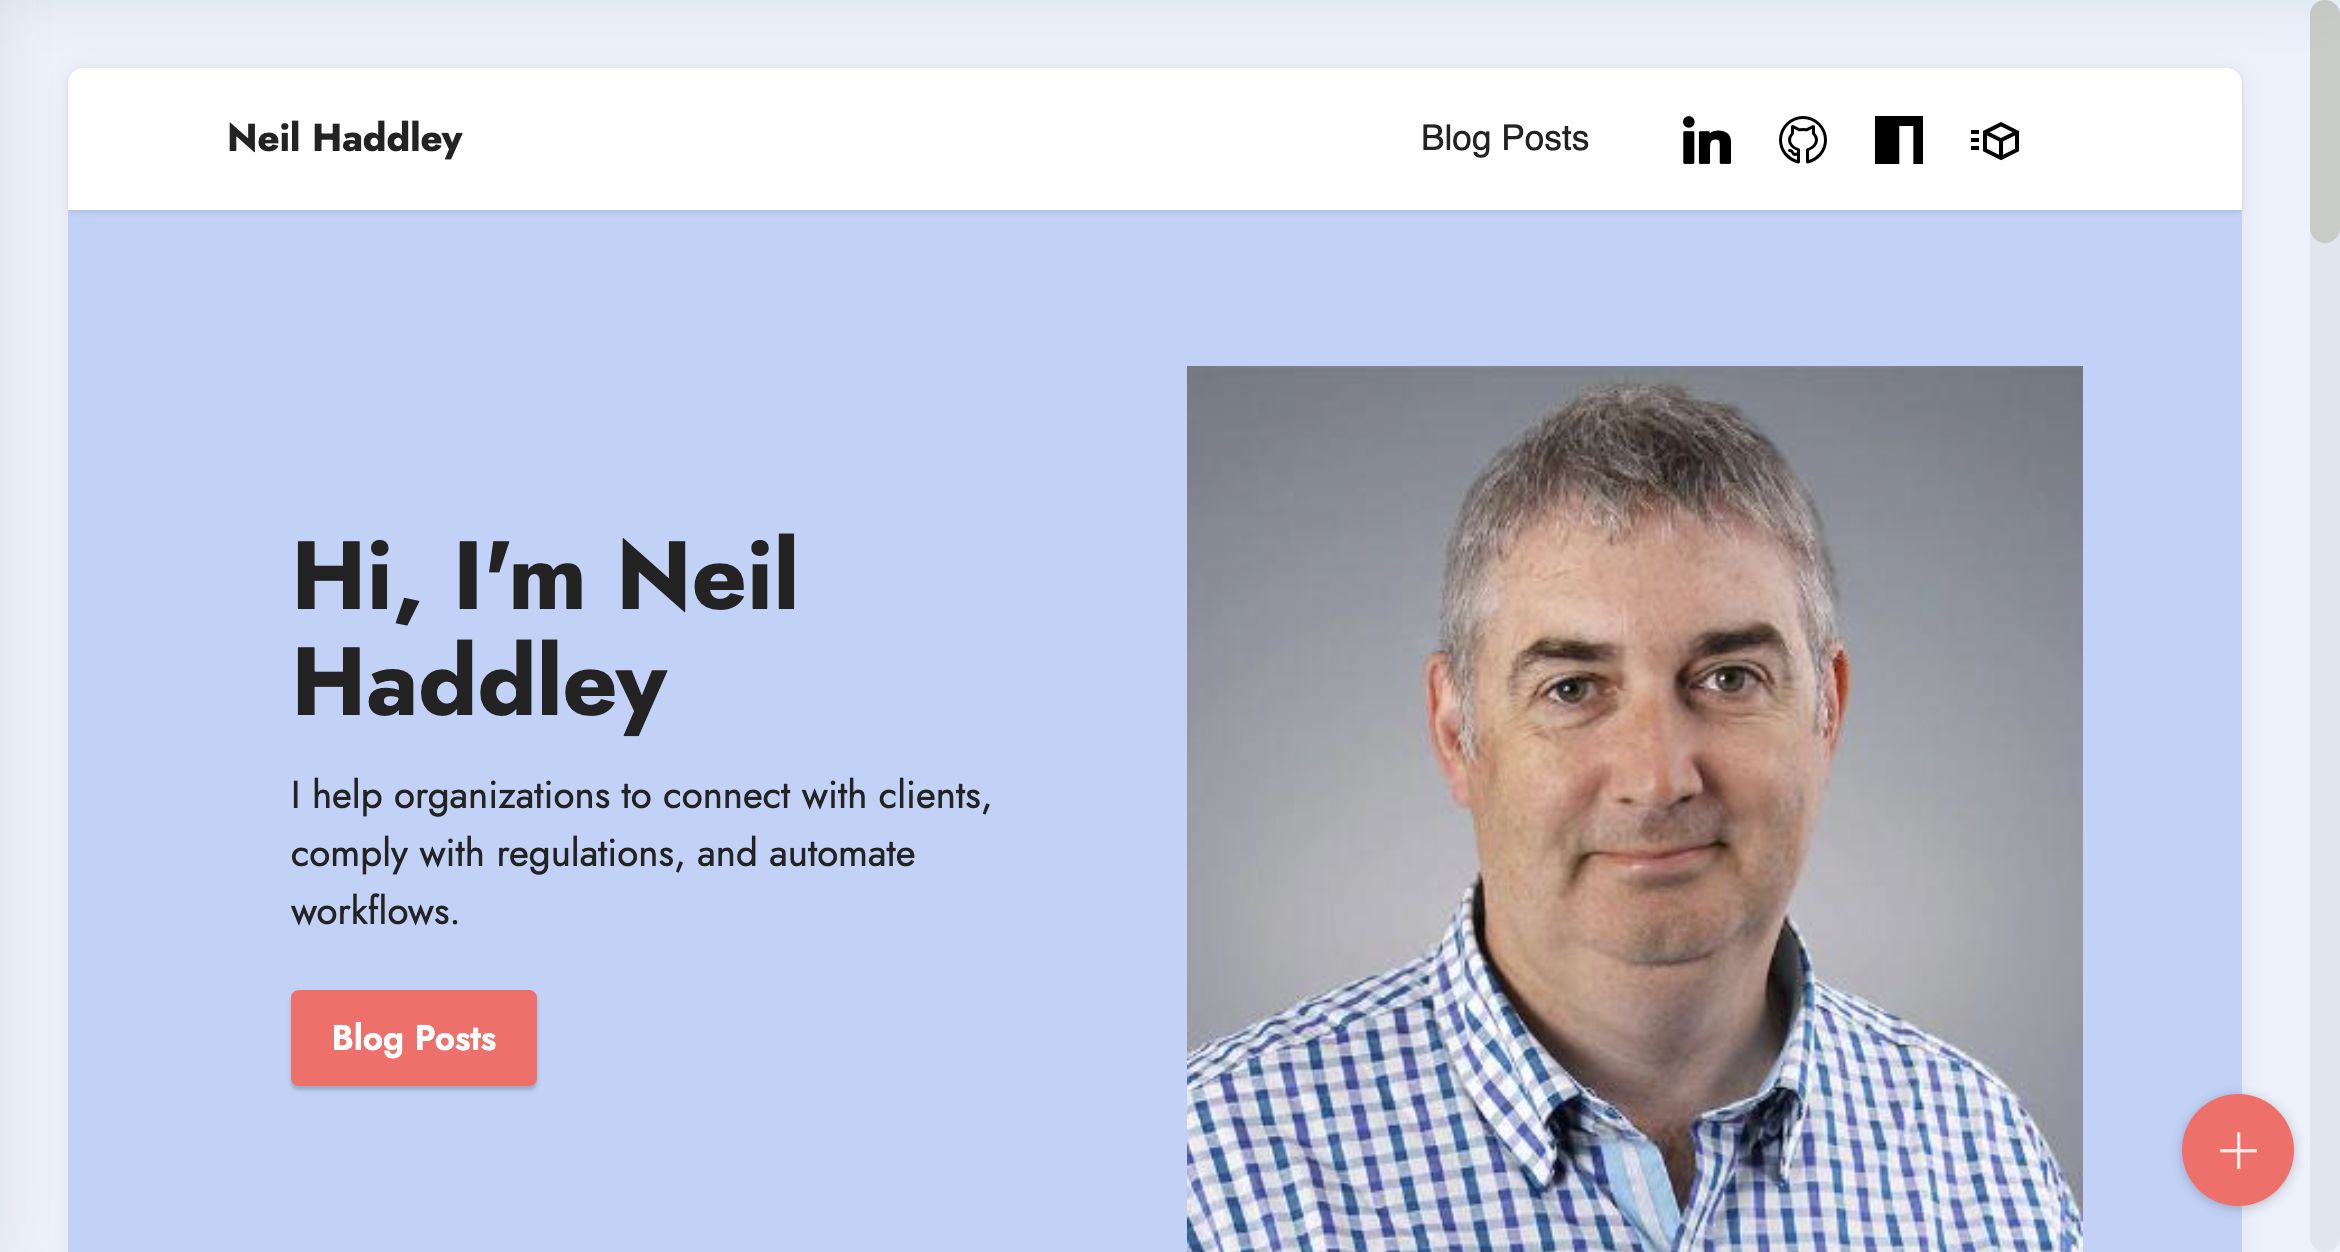 Neil Haddley
Blog Posts
Hi, I'm Neil
Haddley
I help organizations to connect with clients,
comply with regulations, and automate
workflows.
Blog Posts